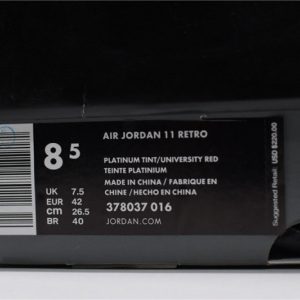 AIR JORDAN 11 RETRO
8 5
PLATINUM TINT/UNIVERSITY RED
TEINTE PLATINIUM
MADE IN CHINA / FABRIQUE EN
CHINE / HECHO EN CHINA
UK 7.5
EUR 42
cm 26.5
BR 40
378037 016
JORDAN.COM
Suggested Retail USD $220.00